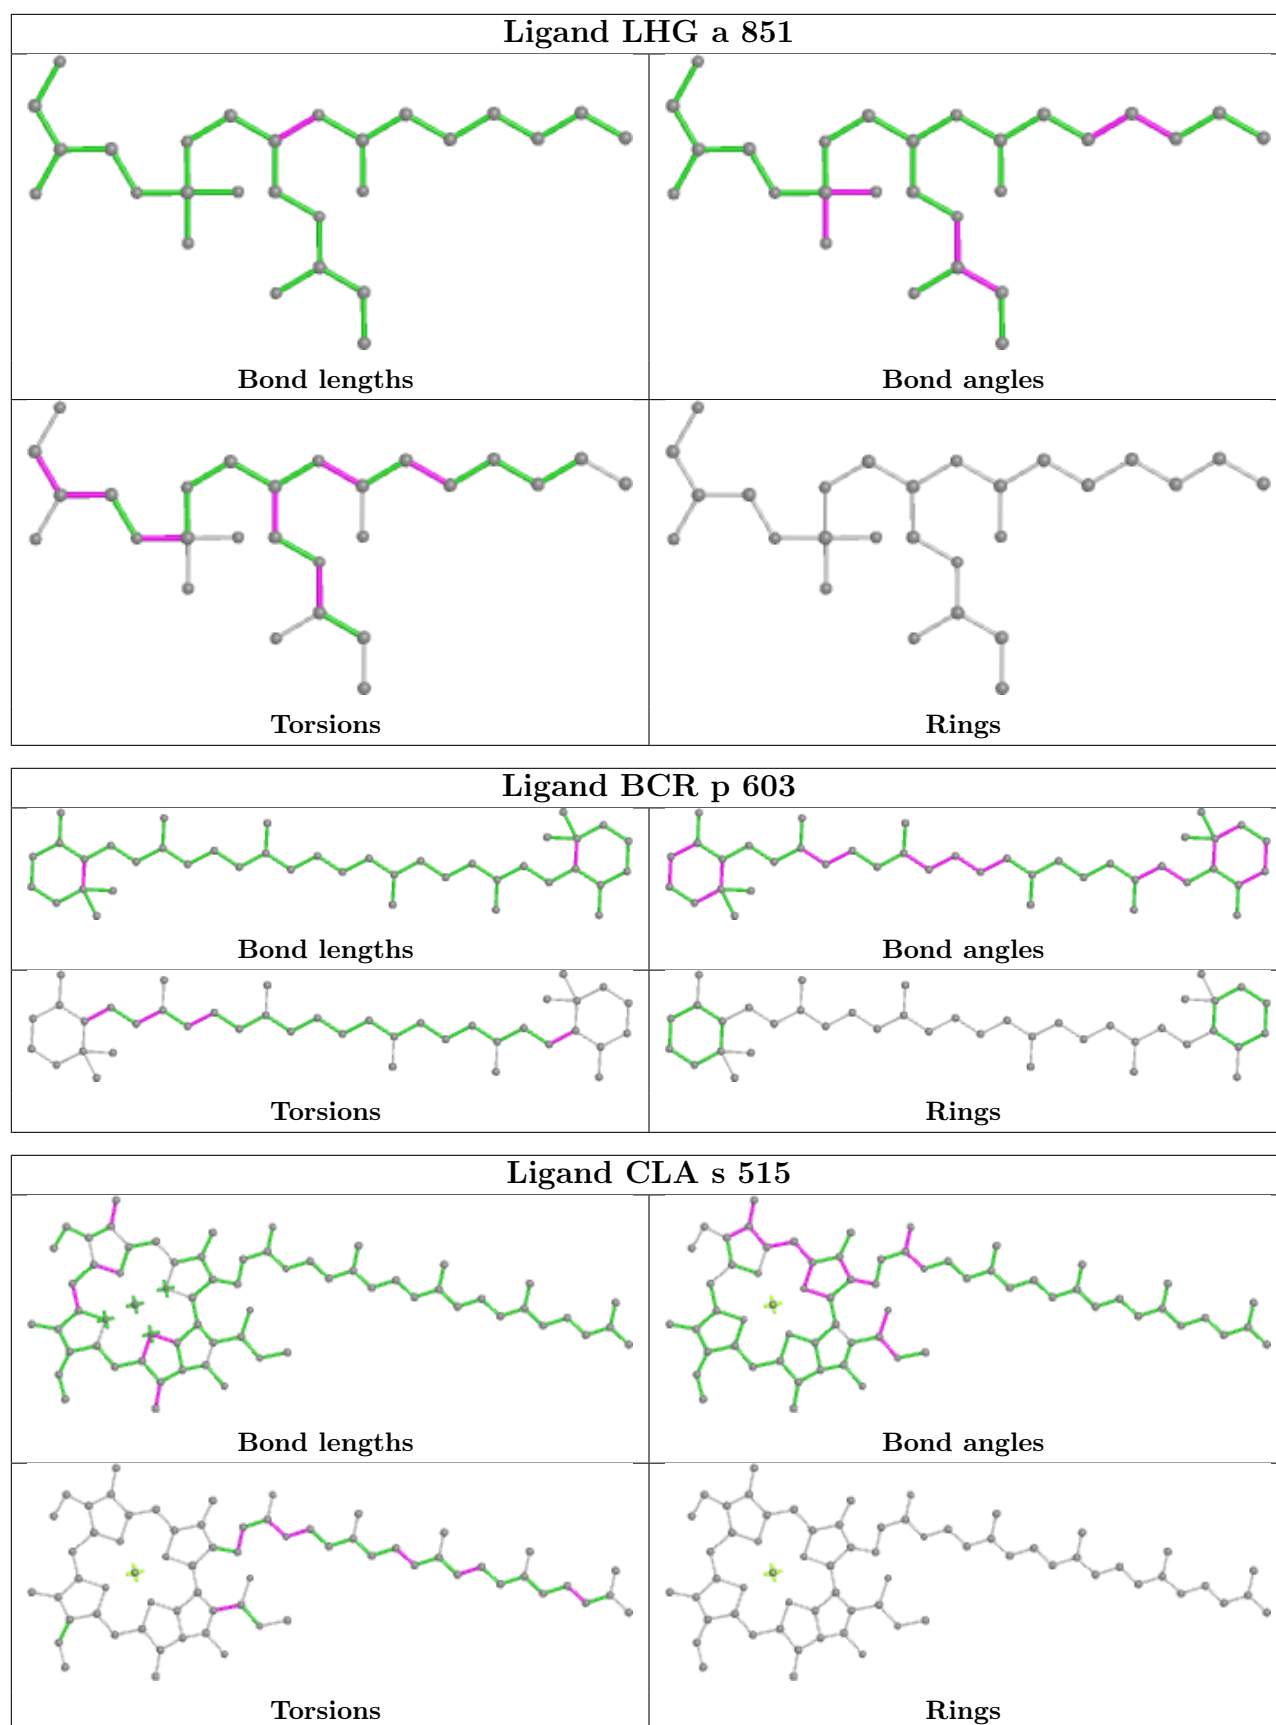 Ligand LHG a 851
Bond lengths
Bond angles
Torsions
Rings
Ligand BCR p 603
Bond lengths
Bond angles
Torsions
Rings
Ligand CLA s 515
Bond lengths
Bond angles
Torsions
Rings